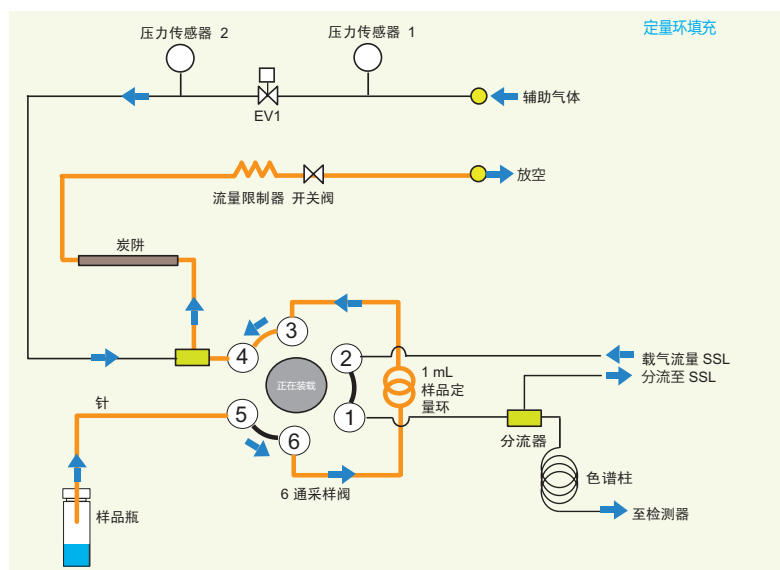 定量环填充
压力传感器 2
压力传感器 1
EV1
辅助气体
流量限制器 开关阀
放空
炭阱
3
4
2
正在装载
1 mL
样品定
量环
载气流量 SSL
分流至 SSL
针
5
1
6
分流器
6 通采样阀
色谱柱
样品瓶
至检测器